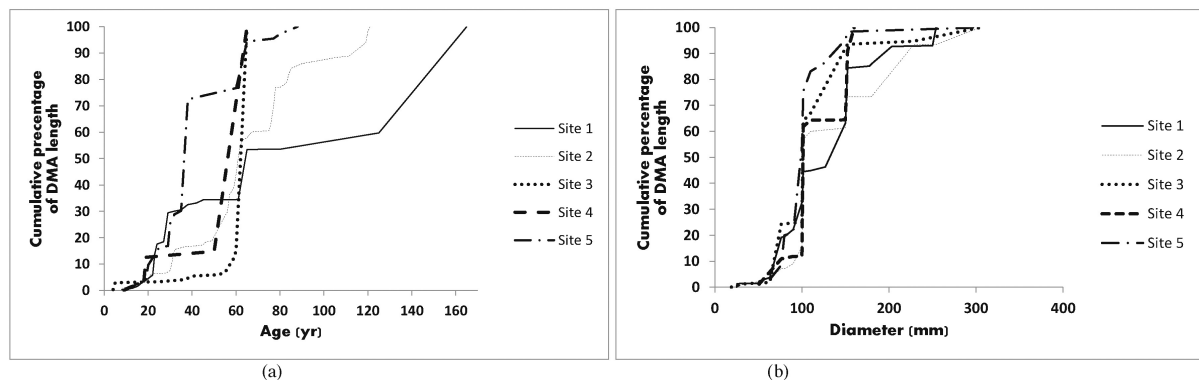 Cumulative precentage
of DMA length
100
90
80
70
60
50
40
30
20
10
0
0 20 40 60 80 100 120 140 160
Age (yr)
Site 1
Site 2
Site 3
Site 4
Site 5
(a)
Cumulative percentage
of DMA length
100
90
80
70
60
50
40
30
20
10
0
0 100 200 300 400
Diameter (mm)
Site 1
Site 2
Site 3
Site 4
Site 5
(b)